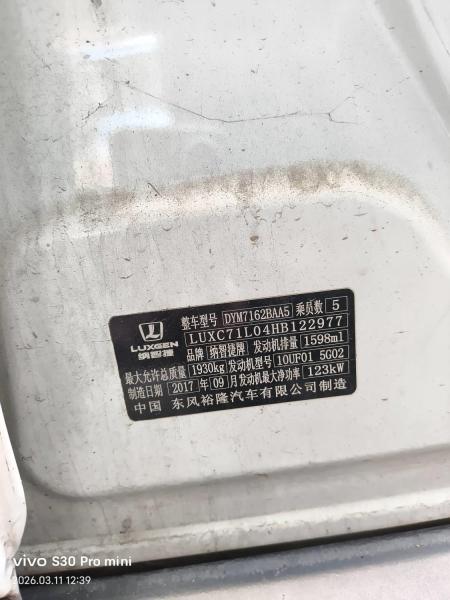 LUXGEN
纳智捷
整车型号 DYM7162BAA5 乘员数 5
LUXC71L04HB122977
品牌 纳智捷牌 发动机排量 1598ml
最大允许总质量 1930kg 发动机型号 10UF01 5G02
制造日期 2017 年 09 月 发动机最大净功率 123kW
中国 东风裕隆汽车有限公司制造
vivo S30 Pro mini
2026.03.11 12:39